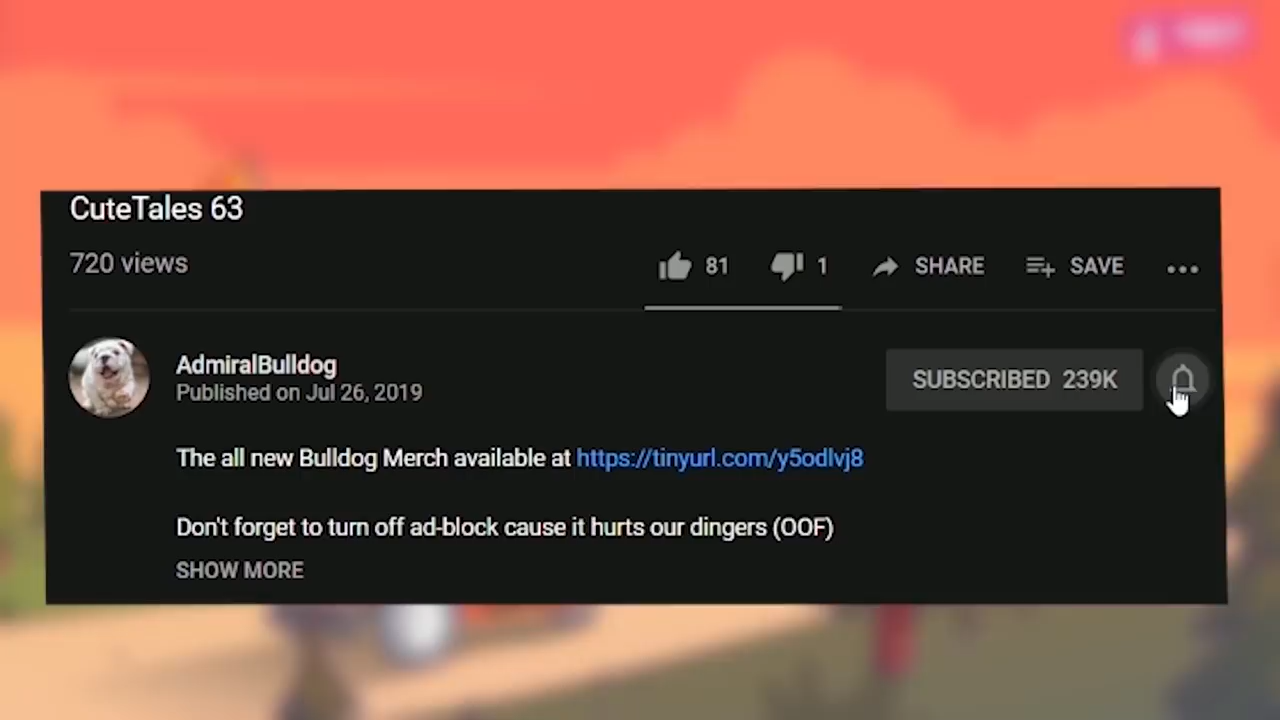 CuteTales 63
720 views
81
1
SHARE
SAVE
AdmiralBulldog
Published on Jul 26, 2019
SUBSCRIBED 239K
The all new Bulldog Merch available at https://tinyurl.com/y5odlvj8
Don't forget to turn off ad-block cause it hurts our dingers (OOF)
SHOW MORE